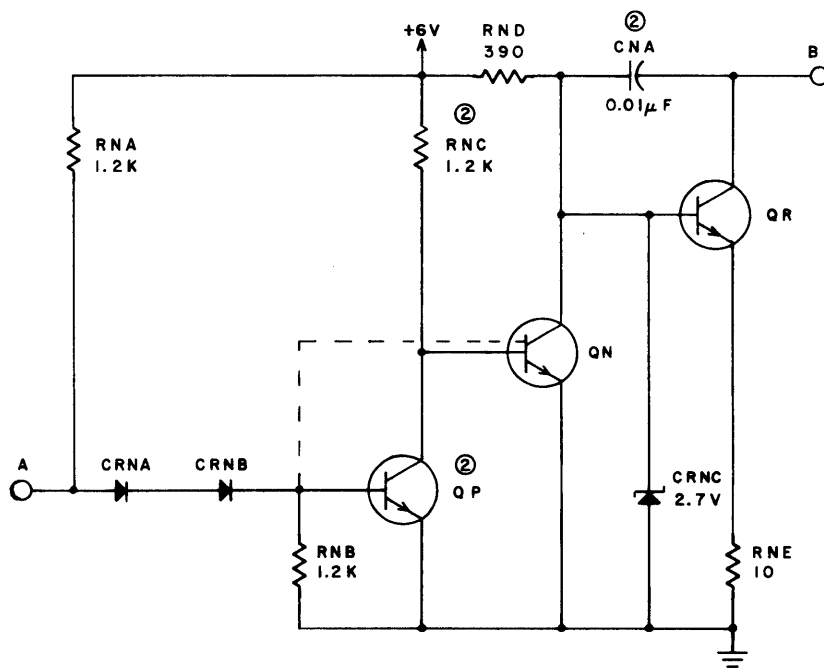 ②
+6V
RND
390
CNA
B
0.01µF
RNA
1.2K
②
RNC
1.2K
QR
QN
A
CRNA
CRNB
②
QP
CRNC
2.7V
RNB
1.2K
RNE
10